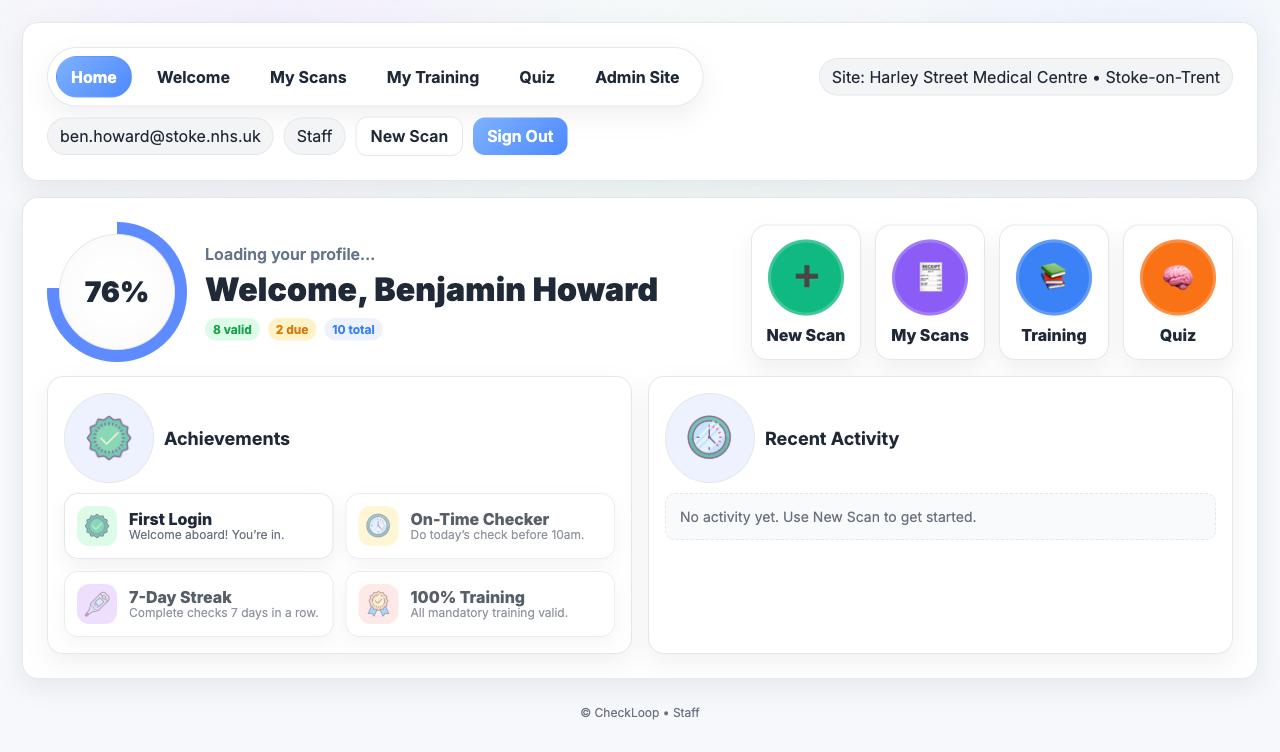 Home Welcome My Scans My Training Quiz Admin Site
Site: Harley Street Medical Centre • Stoke-on-Trent
ben.howard@stoke.nhs.uk Staff New Scan Sign Out
76%
Loading your profile...
Welcome, Benjamin Howard
8 valid 2 due 10 total
RECEIPT
New Scan My Scans Training Quiz
Achievements
First Login
Welcome aboard! You’re in.
On-Time Checker
Do today’s check before 10am.
7-Day Streak
Complete checks 7 days in a row.
100% Training
All mandatory training valid.
Recent Activity
No activity yet. Use New Scan to get started.
© CheckLoop • Staff